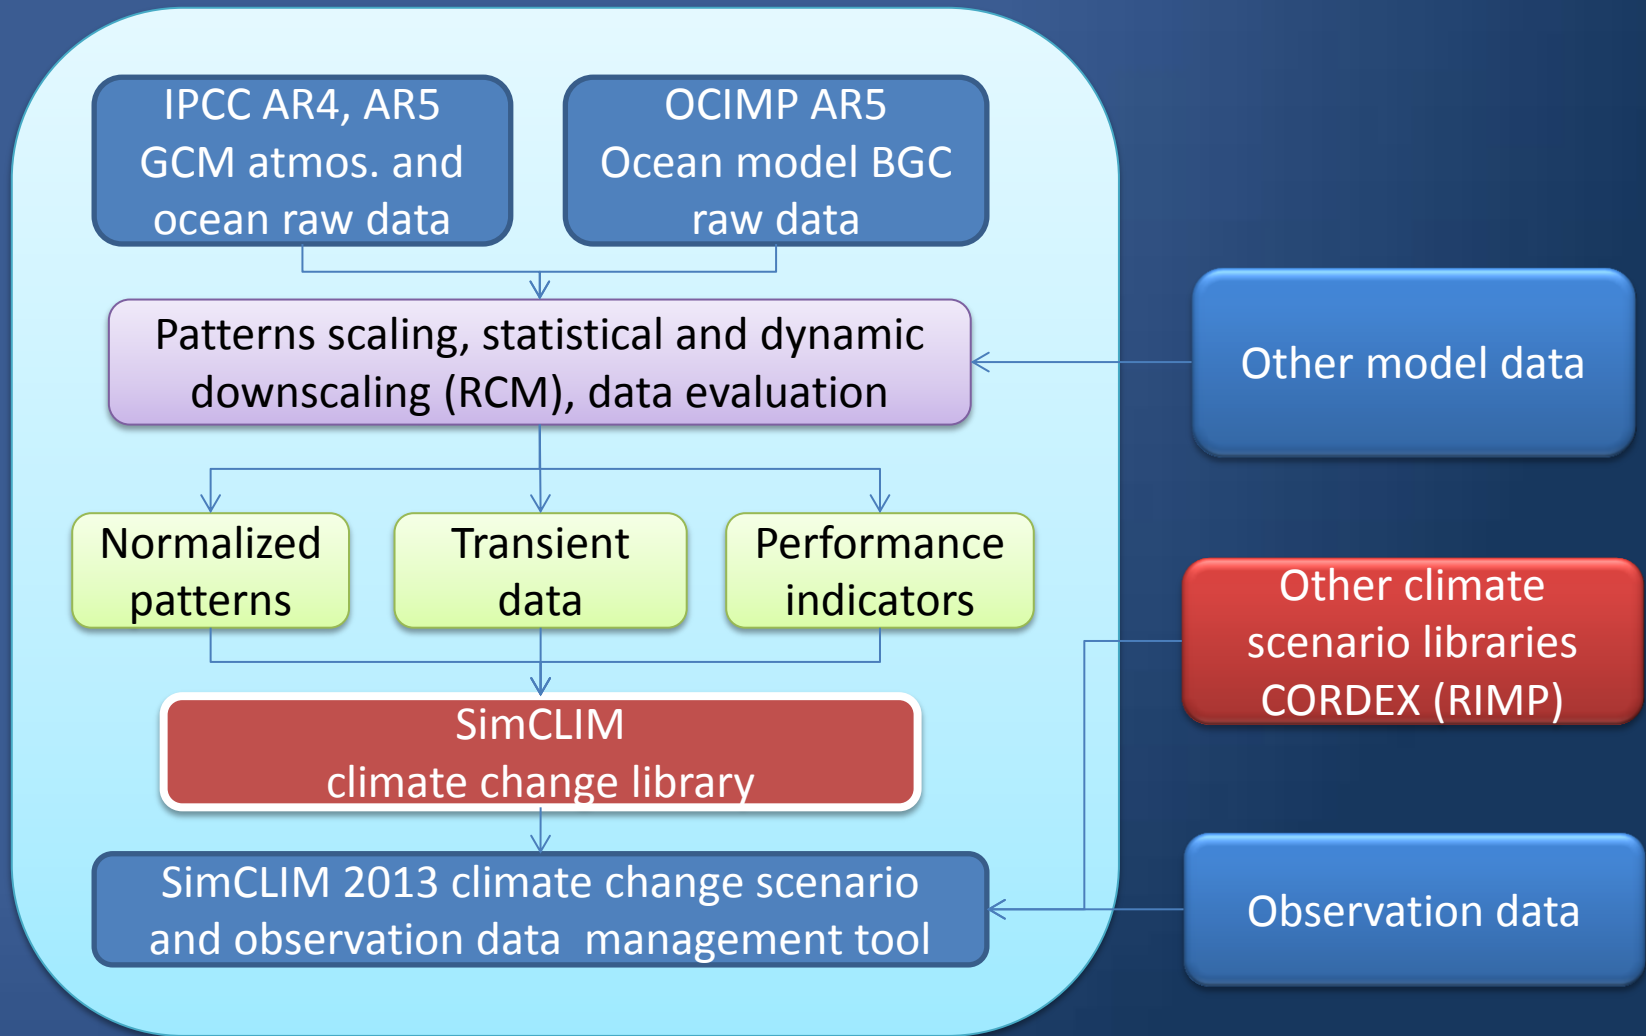 IPCC AR4, AR5
GCM atmos. and
ocean raw data
OCIMP AR5
Ocean model BGC
raw data
Patterns scaling, statistical and dynamic
downscaling (RCM), data evaluation
Other model data
Normalized
patterns
Transient
data
Performance
indicators
Other climate
scenario libraries
CORDEX (RIMP)
SimCLIM
climate change library
SimCLIM 2013 climate change scenario
and observation data  management tool
Observation data